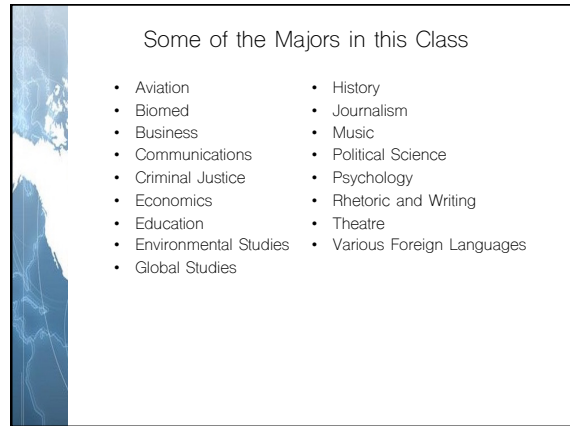 Some of the Majors in this Class
• Aviation
• Biomed
• Business
• Communications
• Criminal Justice
• Economics
• Education
• Environmental Studies
• Global Studies
• History
• Journalism
• Music
• Political Science
• Psychology
• Rhetoric and Writing
• Theatre
• Various Foreign Languages